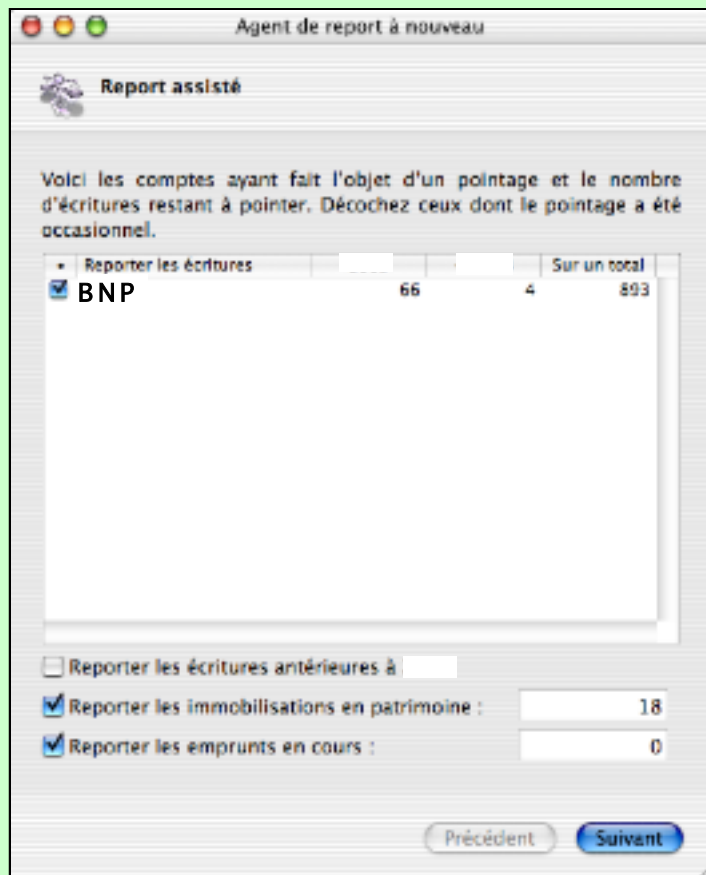 Agent de report à nouveau
Report assisté
Voici les comptes ayant fait l'objet d'un pointage et le nombre
d'écritures restant à pointer. Décochez ceux dont le pointage a été
occasionnel.
• Reporter les écritures Sur un total
BNP 66 4 893
Reporter les écritures antérieures à
Reporter les immobilisations en patrimoine : 18
Reporter les emprunts en cours : 0
Précédent Suivant